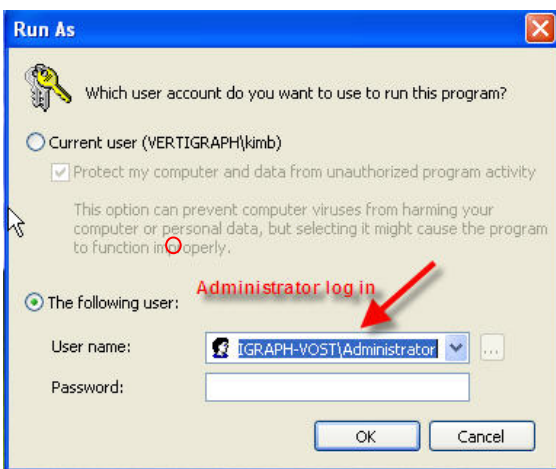 Run As
Which user account do you want to use to run this program?
Current user (VERTIGRAPH\kimb)
Protect my computer and data from unauthorized program activity
This option can prevent computer viruses from harming your
computer or personal data, but selecting it might cause the program
to function improperly.
Administrator log in
The following user:
User name: IGRAPH-VOST\Administrator ...
Password:
OK Cancel